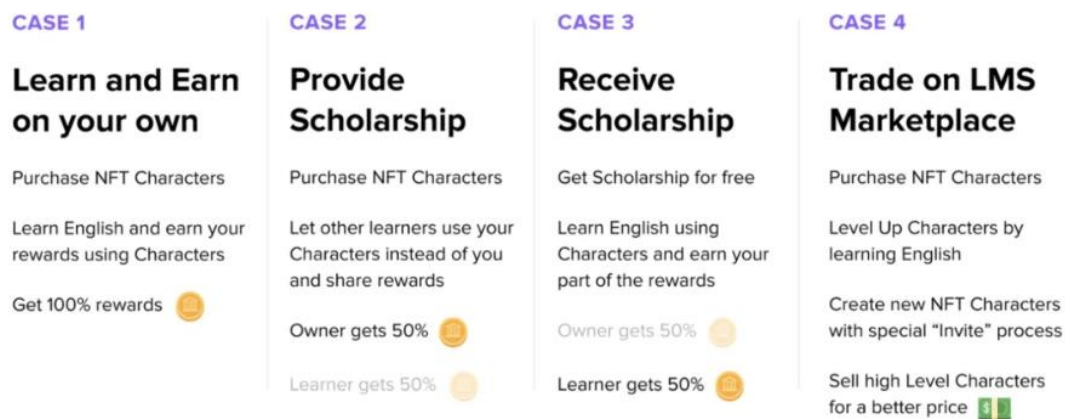 CASE 1
Learn and Earn
on your own
Purchase NFT Characters
Learn English and earn your
rewards using Characters
Get 100% rewards
CASE 2
Provide
Scholarship
Purchase NFT Characters
Let other learners use your
Characters instead of you
and share rewards
Owner gets 50%
Learner gets 50%
CASE 3
Receive
Scholarship
Get Scholarship for free
Learn English using
Characters and earn your
part of the rewards
Owner gets 50%
Learner gets 50%
CASE 4
Trade on LMS
Marketplace
Purchase NFT Characters
Level Up Characters by
learning English
Create new NFT Characters
with special “Invite” process
Sell high Level Characters
for a better price